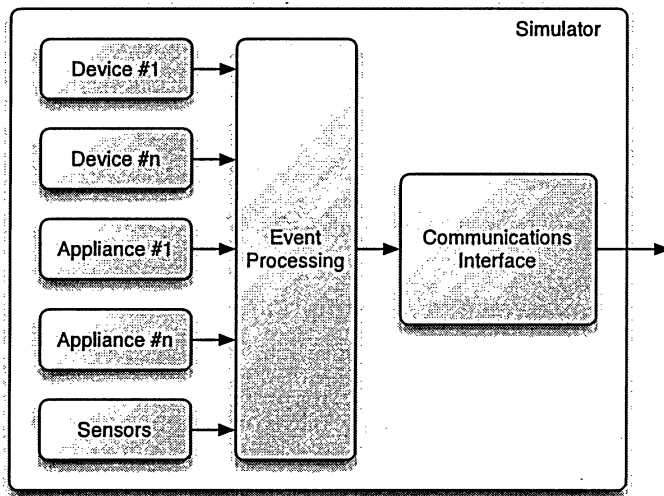 Simulator
Device #1
Device #n
Appliance #1
Appliance #n
Sensors
Event
Processing
Communications
Interface